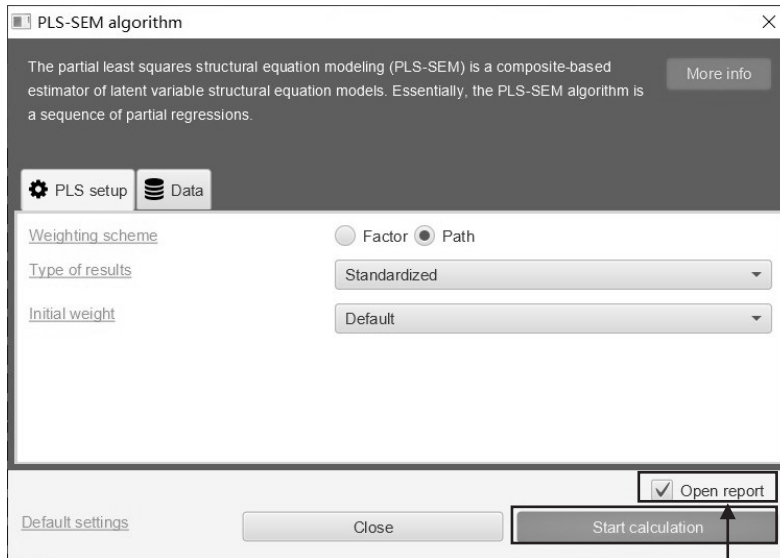 PLS-SEM algorithm
The partial least squares structural equation modeling (PLS-SEM) is a composite-based
estimator of latent variable structural equation models. Essentially, the PLS-SEM algorithm is
a sequence of partial regressions.
More info
PLS setup Data
Weighting scheme Factor Path
Type of results Standardized
Initial weight Default
Open report
Default settings Close Start calculation